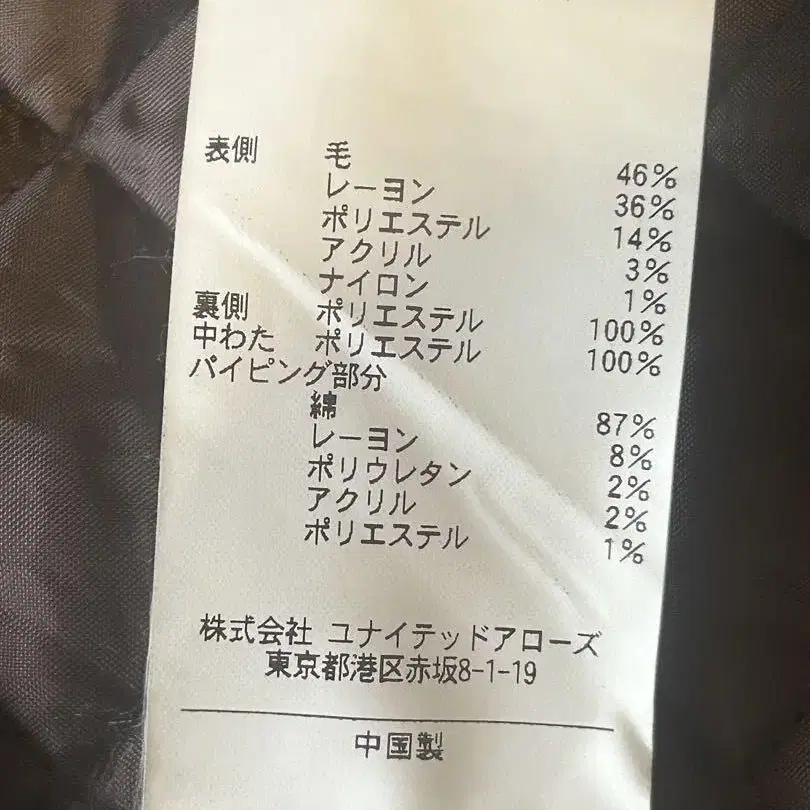 表側 毛 46%
レーヨン 36%
ポリエステル 14%
アクリル 3%
ナイロン 1%
裏側 ポリエステル 100%
中わた ポリエステル 100%
パイピング部分
綿 87%
レーヨン 8%
ポリウレタン 2%
アクリル 2%
ポリエステル 1%
株式会社 ユナイテッドアローズ
東京都港区赤坂8-1-19
中国製